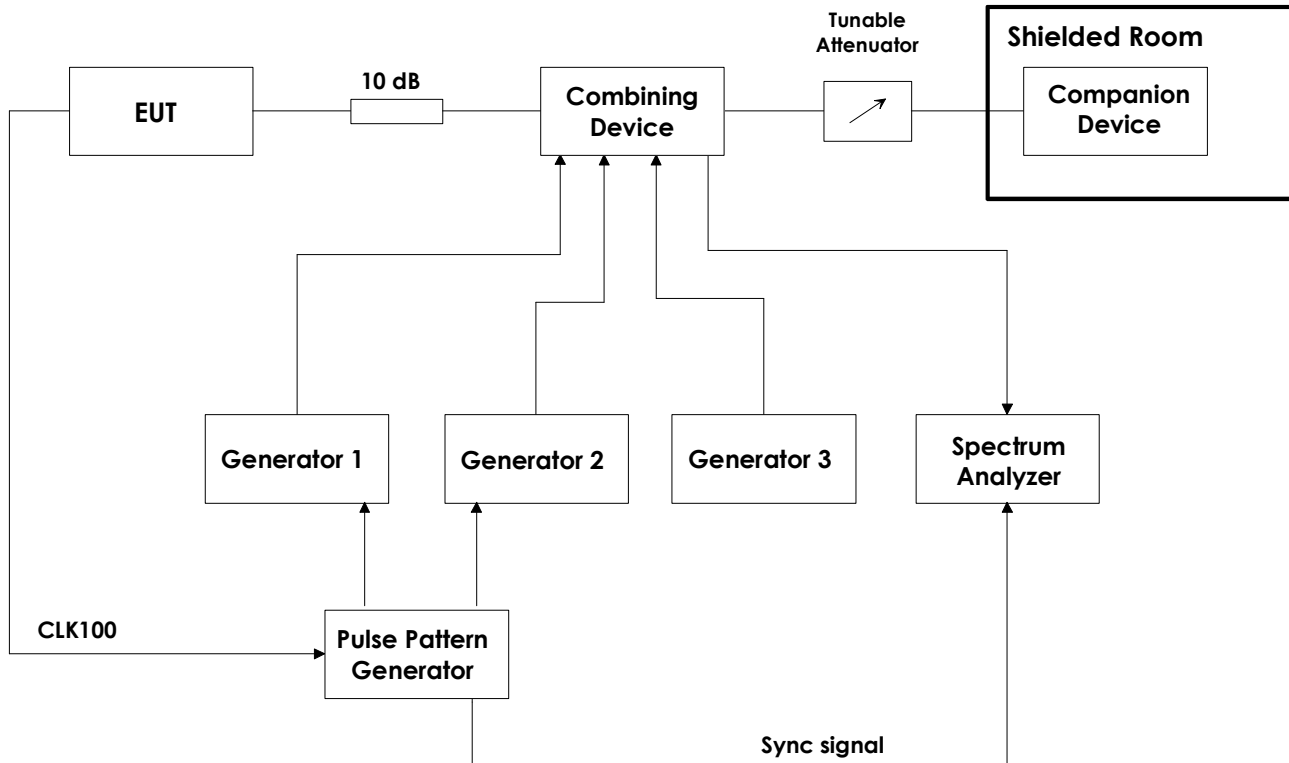 Tunable
Attenuator
Shielded Room
10 dB
EUT
Combining
Device
Companion
Device
Generator 1
Generator 2
Generator 3
Spectrum
Analyzer
CLK100
Pulse Pattern
Generator
Sync signal